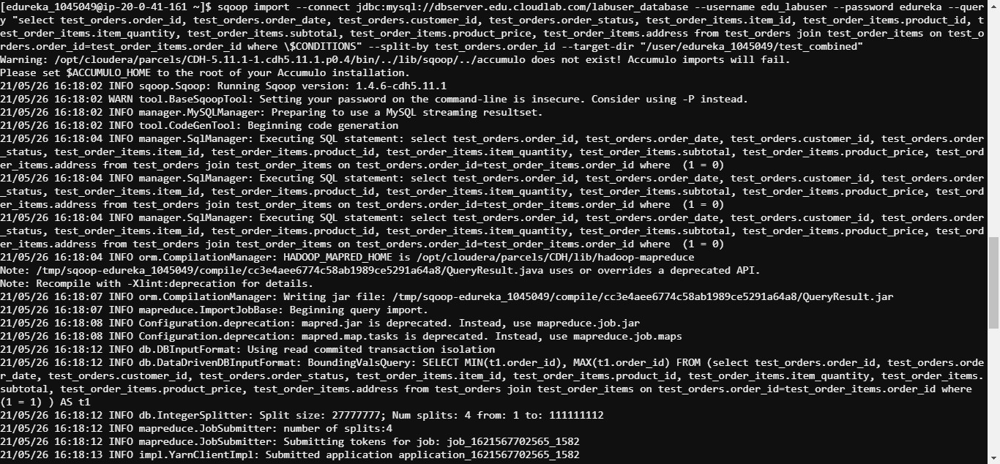 [edureka_1045049@ip-20-0-41-161 ~]$ sqoop import --connect jdbc:mysql://dbserver.edu.cloudlab.com/labuser_database --username edu_labuser --password edureka --quer
y "select test_orders.order_id, test_orders.order_date, test_orders.customer_id, test_orders.order_status, test_order_items.item_id, test_order_items.product_id, t
est_order_items.item_quantity, test_order_items.subtotal, test_order_items.product_price, test_order_items.address from test_orders join test_order_items on test_o
rders.order_id=test_order_items.order_id where \$CONDITIONS" --split-by test_orders.order_id --target-dir "/user/edureka_1045049/test_combined"
Warning: /opt/cloudera/parcels/CDH-5.11.1-1.cdh5.11.1.p0.4/bin/../lib/sqoop/../accumulo does not exist! Accumulo imports will fail.
Please set $ACCUMULO_HOME to the root of your Accumulo installation.
21/05/26 16:18:02 INFO sqoop.Sqoop: Running Sqoop version: 1.4.6-cdh5.11.1
21/05/26 16:18:02 WARN tool.BaseSqoopTool: Setting your password on the command-line is insecure. Consider using -P instead.
21/05/26 16:18:02 INFO manager.MySQLManager: Preparing to use a MySQL streaming resultset.
21/05/26 16:18:02 INFO tool.CodeGenTool: Beginning code generation
21/05/26 16:18:04 INFO manager.SqlManager: Executing SQL statement: select test_orders.order_id, test_orders.order_date, test_orders.customer_id, test_orders.order
_status, test_order_items.item_id, test_order_items.product_id, test_order_items.item_quantity, test_order_items.subtotal, test_order_items.product_price, test_ord
er_items.address from test_orders join test_order_items on test_orders.order_id=test_order_items.order_id where  (1 = 0)
21/05/26 16:18:04 INFO manager.SqlManager: Executing SQL statement: select test_orders.order_id, test_orders.order_date, test_orders.customer_id, test_orders.order
_status, test_order_items.item_id, test_order_items.product_id, test_order_items.item_quantity, test_order_items.subtotal, test_order_items.product_price, test_ord
er_items.address from test_orders join test_order_items on test_orders.order_id=test_order_items.order_id where  (1 = 0)
21/05/26 16:18:04 INFO manager.SqlManager: Executing SQL statement: select test_orders.order_id, test_orders.order_date, test_orders.customer_id, test_orders.order
_status, test_order_items.item_id, test_order_items.product_id, test_order_items.item_quantity, test_order_items.subtotal, test_order_items.product_price, test_ord
er_items.address from test_orders join test_order_items on test_orders.order_id=test_order_items.order_id where  (1 = 0)
21/05/26 16:18:04 INFO orm.CompilationManager: HADOOP_MAPRED_HOME is /opt/cloudera/parcels/CDH/lib/hadoop-mapreduce
Note: /tmp/sqoop-edureka_1045049/compile/cc3e4aee6774c58ab1989ce5291a64a8/QueryResult.java uses or overrides a deprecated API.
Note: Recompile with -Xlint:deprecation for details.
21/05/26 16:18:07 INFO orm.CompilationManager: Writing jar file: /tmp/sqoop-edureka_1045049/compile/cc3e4aee6774c58ab1989ce5291a64a8/QueryResult.jar
21/05/26 16:18:07 INFO mapreduce.ImportJobBase: Beginning query import.
21/05/26 16:18:08 INFO Configuration.deprecation: mapred.jar is deprecated. Instead, use mapreduce.job.jar
21/05/26 16:18:08 INFO Configuration.deprecation: mapred.map.tasks is deprecated. Instead, use mapreduce.job.maps
21/05/26 16:18:12 INFO db.DBInputFormat: Using read commited transaction isolation
21/05/26 16:18:12 INFO db.DataDrivenDBInputFormat: BoundingValsQuery: SELECT MIN(t1.order_id), MAX(t1.order_id) FROM (select test_orders.order_id, test_orders.orde
r_date, test_orders.customer_id, test_orders.order_status, test_order_items.item_id, test_order_items.product_id, test_order_items.item_quantity, test_order_items.
subtotal, test_order_items.product_price, test_order_items.address from test_orders join test_order_items on test_orders.order_id=test_order_items.order_id where
(1 = 1) ) AS t1
21/05/26 16:18:12 INFO db.IntegerSplitter: Split size: 27777777; Num splits: 4 from: 1 to: 111111112
21/05/26 16:18:12 INFO mapreduce.JobSubmitter: number of splits:4
21/05/26 16:18:12 INFO mapreduce.JobSubmitter: Submitting tokens for job: job_1621567702565_1582
21/05/26 16:18:13 INFO impl.YarnClientImpl: Submitted application application_1621567702565_1582